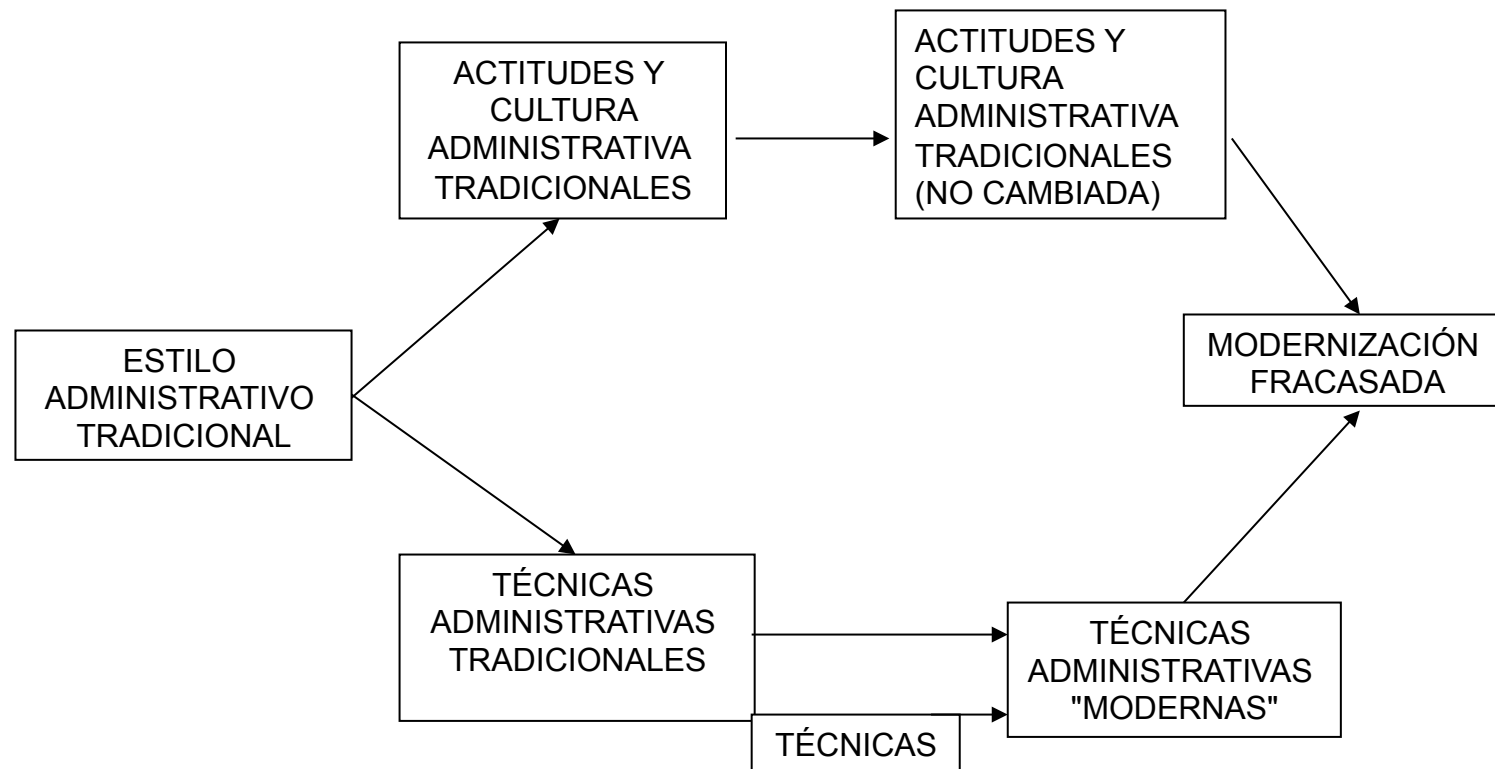 ACTITUDES Y
CULTURA
ADMINISTRATIVA
TRADICIONALES
ACTITUDES Y
CULTURA
ADMINISTRATIVA
TRADICIONALES
(NO CAMBIADA)
ESTILO
ADMINISTRATIVO
TRADICIONAL
MODERNIZACIÓN
FRACASADA
TÉCNICAS
ADMINISTRATIVAS
TRADICIONALES
TÉCNICAS
ADMINISTRATIVAS
"MODERNAS"
TÉCNICAS